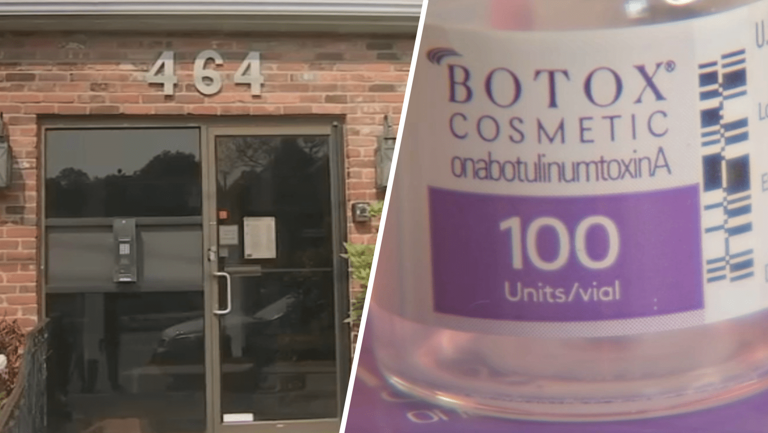 464
BOTOX®
COSMETIC
onabotulinumtoxinA
100
Units/vial